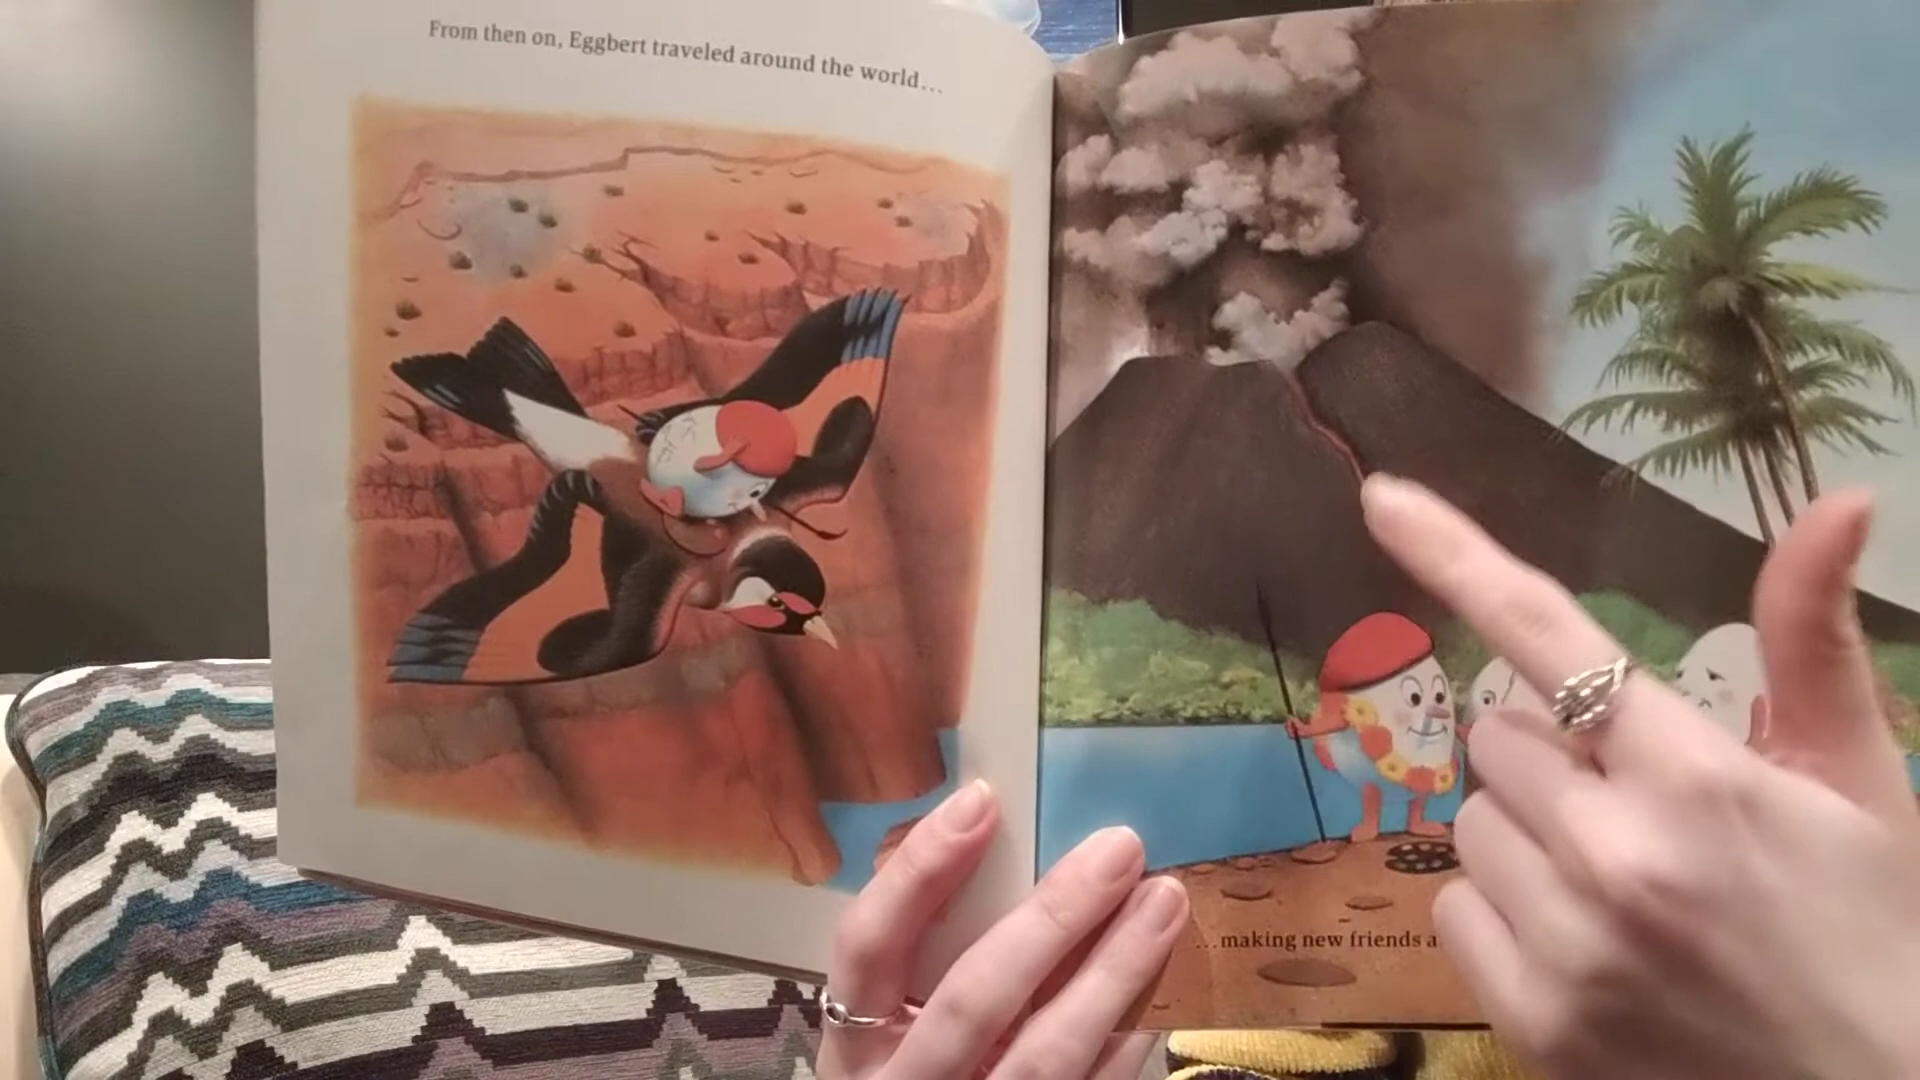 From then on, Eggbert traveled around the world...
...making new friends a